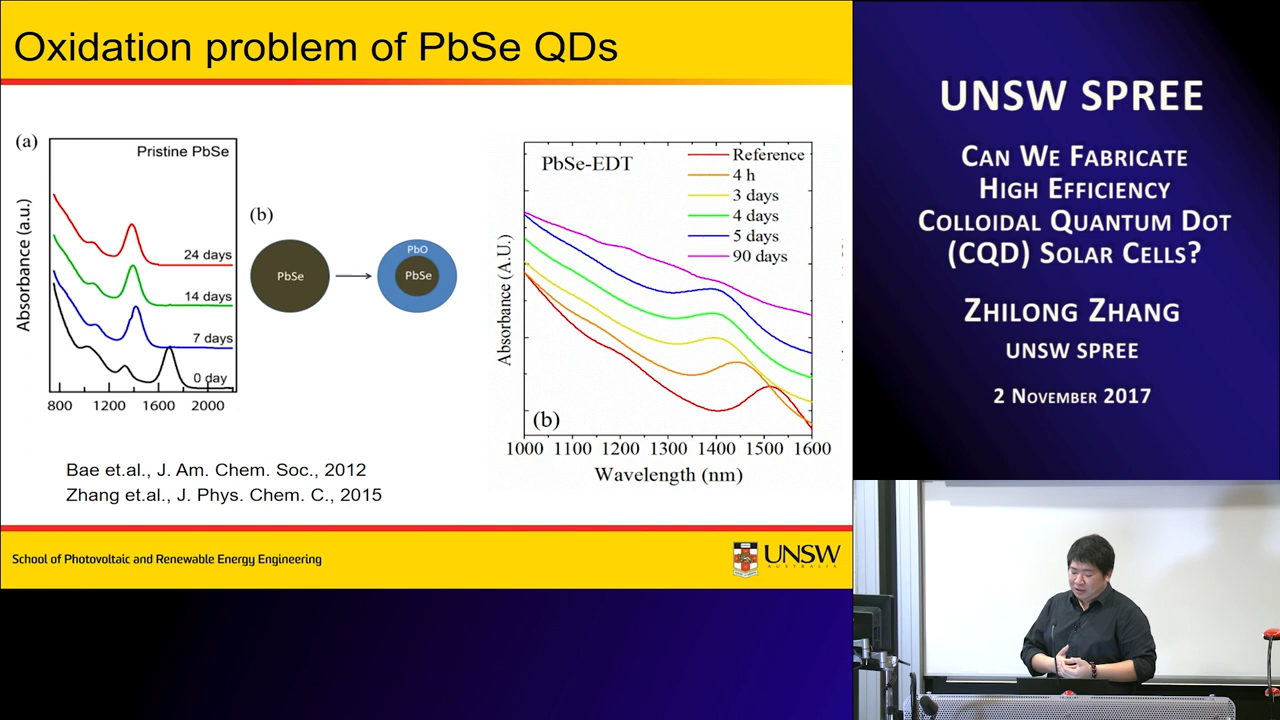 Oxidation problem of PbSe QDs
(a)
Pristine PbSe
Absorbance (a.u.)
24 days
14 days
7 days
0 day
800 1200 1600 2000
(b)
PbSe
PbO
PbSe
PbSe-EDT
Reference
4 h
3 days
4 days
5 days
90 days
Absorbance (A.U.)
(b)
1000 1100 1200 1300 1400 1500 1600
Wavelength (nm)
Bae et.al., J. Am. Chem. Soc., 2012
Zhang et.al., J. Phys. Chem. C., 2015
School of Photovoltaic and Renewable Energy Engineering
UNSW
AUSTRALIA
UNSW SPREE
CAN WE FABRICATE
HIGH EFFICIENCY
COLLOIDAL QUANTUM DOT
(CQD) SOLAR CELLS?
ZHILONG ZHANG
UNSW SPREE
2 NOVEMBER 2017